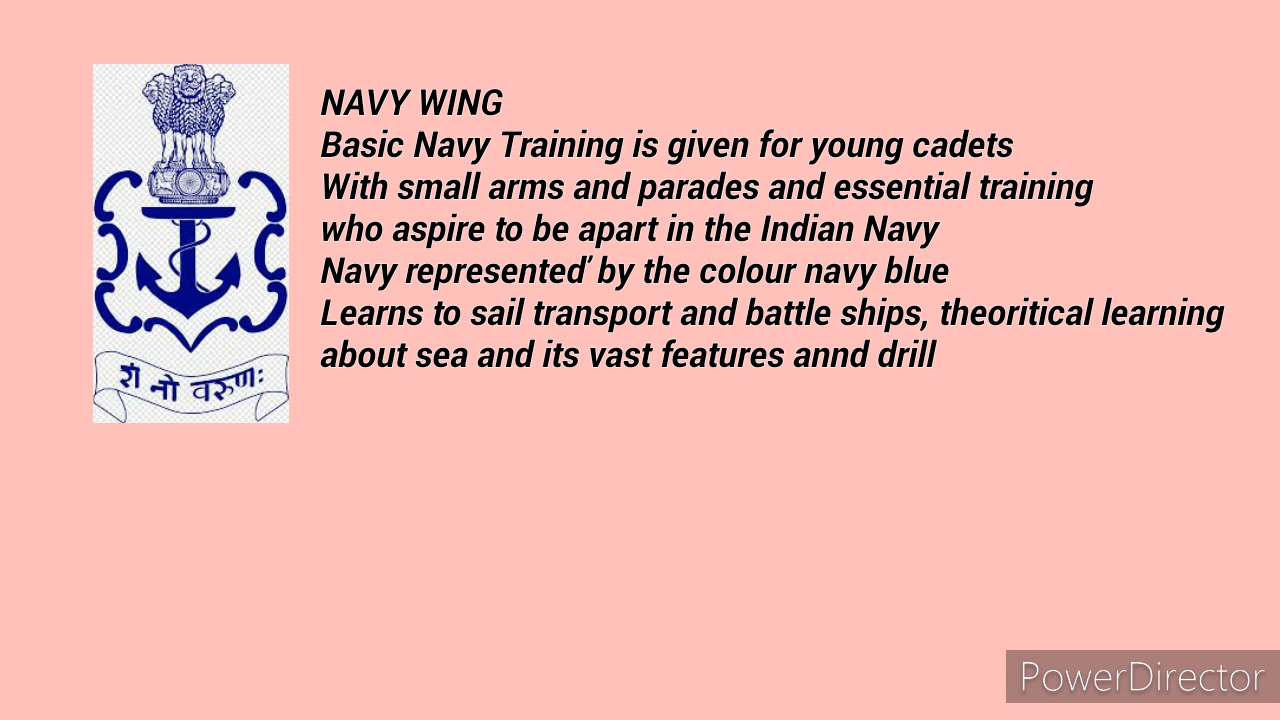 NAVY WING
Basic Navy Training is given for young cadets
With small arms and parades and essential training
who aspire to be apart in the Indian Navy
Navy represented' by the colour navy blue
Learns to sail transport and battle ships, theoritical learning
about sea and its vast features annd drill
शं नो वरुणः
PowerDirector